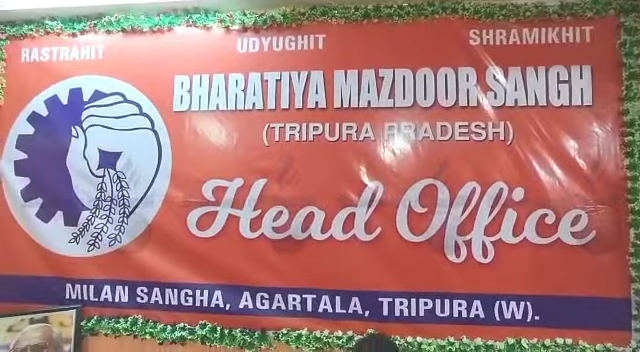 RASTRAHIT UDYUGHIT SHRAMIKHIT
BHARATIYA MAZDOOR SANGH
(TRIPURA PRADESH)
Head Office
MILAN SANGHA, AGARTALA, TRIPURA (W).